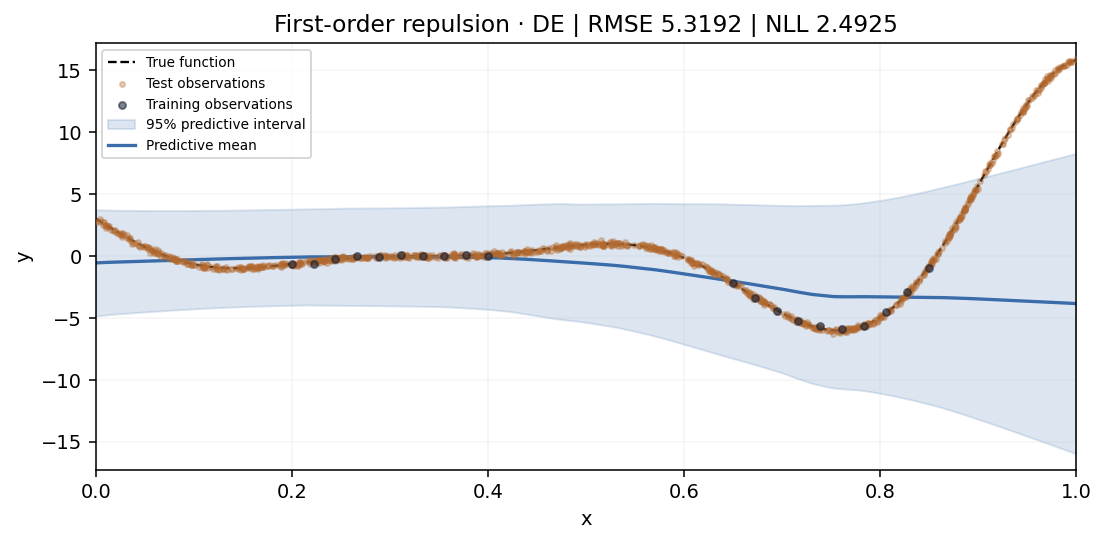 First-order repulsion · DE | RMSE 5.3192 | NLL 2.4925
True function
Test observations
Training observations
95% predictive interval
Predictive mean
y
15
10
5
0
−5
−10
−15
0.0 0.2 0.4 0.6 0.8 1.0
x